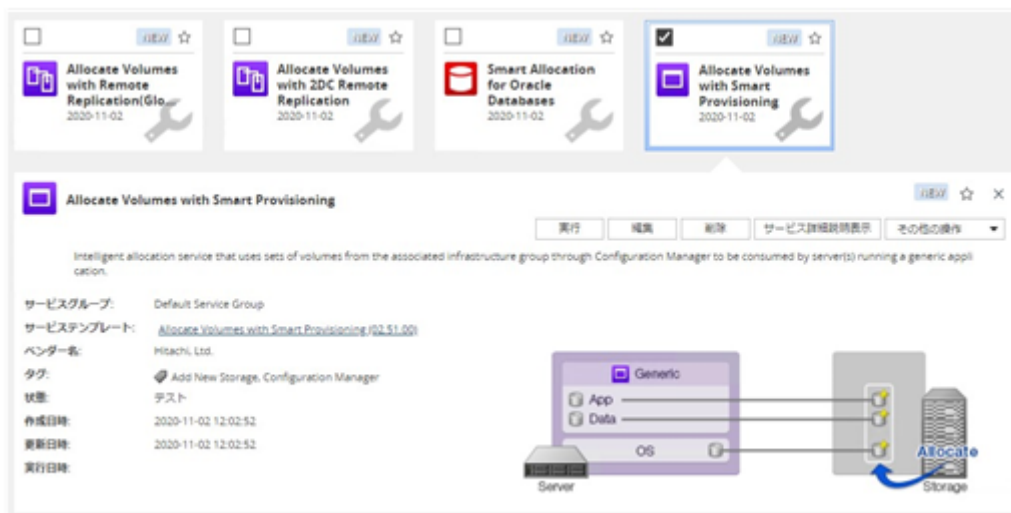 NEW
Allocate Volumes
with Remote
Replication(Glo...
2020-11-02
NEW
Allocate Volumes
with 2DC Remote
Replication
2020-11-02
NEW
Smart Allocation
for Oracle
Databases
2020-11-02
NEW
Allocate Volumes
with Smart
Provisioning
2020-11-02
Allocate Volumes with Smart Provisioning
NEW
実行 編集 削除 サービス詳細説明表示 その他の操作
Intelligent allocation service that uses sets of volumes from the associated infrastructure group through Configuration Manager to be consumed by server(s) running a generic appli
cation.
サービスグループ: Default Service Group
サービステンプレート: Allocate Volumes with Smart Provisioning (02.51.00)
ベンダー名: Hitachi, Ltd.
タグ: Add New Storage, Configuration Manager
状態: テスト
作成日時: 2020-11-02 12:02:52
更新日時: 2020-11-02 12:02:52
実行日時:
Generic
App
Data
OS
Server
Allocate
Storage